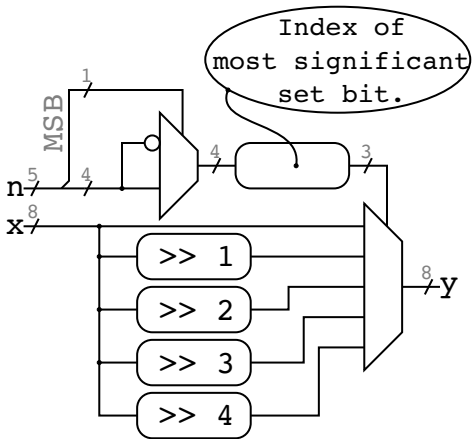 Index of
most significant
set bit.
1
MSB
4
3
5
4
n
8
x
>> 1
8
y
>> 2
>> 3
>> 4